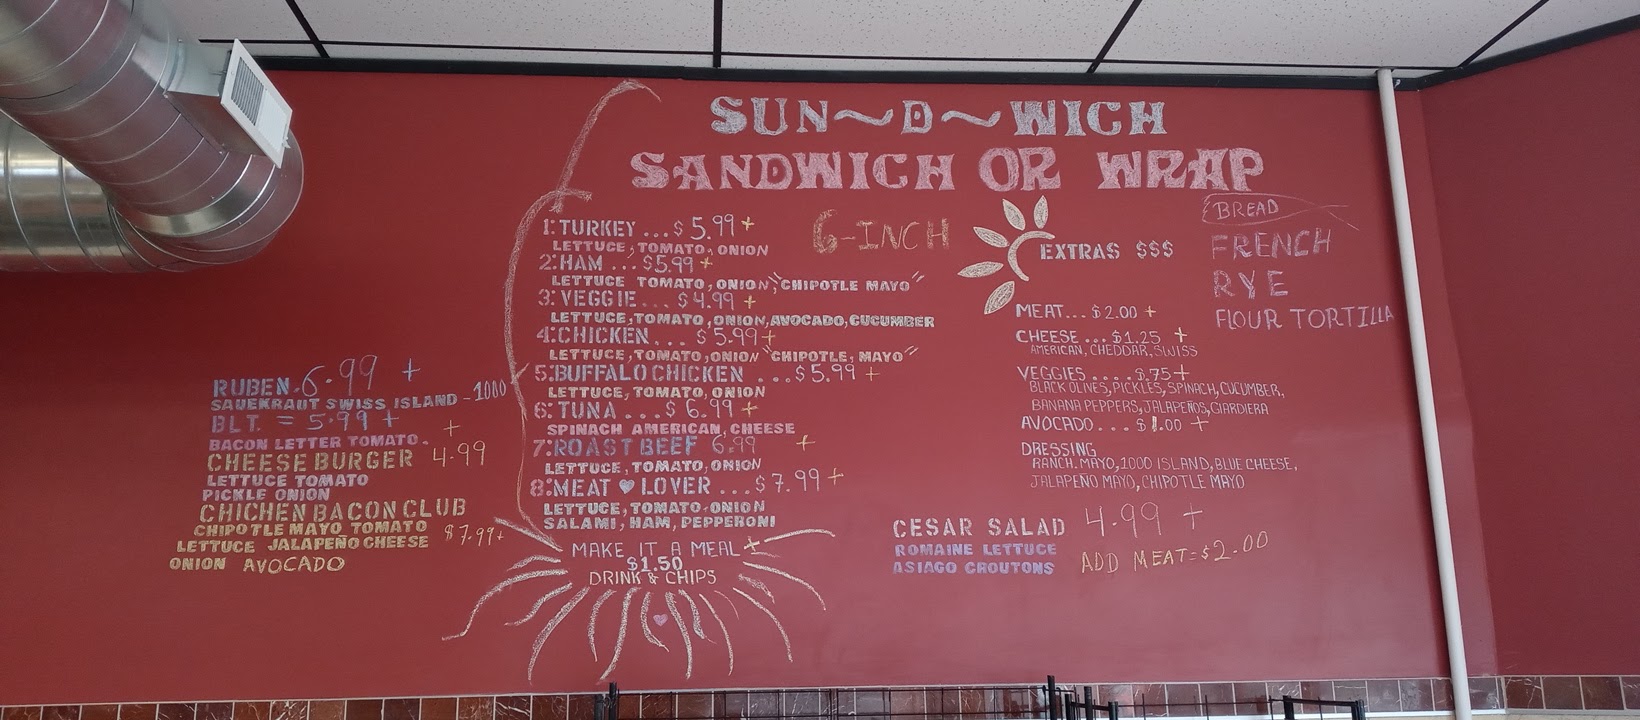 SUN~D~WICH
SANDWICH OR WRAP
1: TURKEY ... $ 5.99 +
LETTUCE, TOMATO, ONION
2: HAM ... $5.99 +
LETTUCE TOMATO, ONION, "CHIPOTLE MAYO"
3: VEGGIE ... $ 4.99 +
LETTUCE, TOMATO, ONION, AVOCADO, CUCUMBER
4: CHICKEN ... $ 5.99 +
LETTUCE, TOMATO, ONION "CHIPOTLE, MAYO"
5: BUFFALO CHICKEN ... $ 5.99 +
LETTUCE, TOMATO, ONION
6: TUNA ... $ 6.99 +
SPINACH AMERICAN, CHEESE
7: ROAST BEEF 6.99 +
LETTUCE, TOMATO, ONION
8: MEAT ♥ LOVER ... $ 7.99 +
LETTUCE, TOMATO, ONION
SALAMI, HAM, PEPPERONI
MAKE IT A MEAL +
$1.50
DRINK & CHIPS
6-INCH
RUBEN. 6.99 +
SAUEKRAUT SWISS ISLAND - 1000
BLT. = 5.99 +
BACON LETTER TOMATO. +
CHEESE BURGER 4.99
LETTUCE TOMATO
PICKLE ONION
CHICHEN BACON CLUB
CHIPOTLE MAYO TOMATO
LETTUCE JALAPEÑO CHEESE $7.99+
ONION AVOCADO
EXTRAS $$$
MEAT... $2.00 +
CHEESE ... $1.25 +
AMERICAN, CHEDDAR, SWISS
VEGGIES .... $.75 +
BLACK OLIVES, PICKLES, SPINACH, CUCUMBER,
BANANA PEPPERS, JALAPEÑOS, GIARDIERA
AVOCADO... $1.00 +
DRESSING
RANCH, MAYO, 1000 ISLAND, BLUE CHEESE,
JALAPEÑO MAYO, CHIPOTLE MAYO
BREAD
FRENCH
RYE
FLOUR TORTILLA
CESAR SALAD 4.99 +
ROMAINE LETTUCE
ASIAGO CROUTONS
ADD MEAT=$2.00